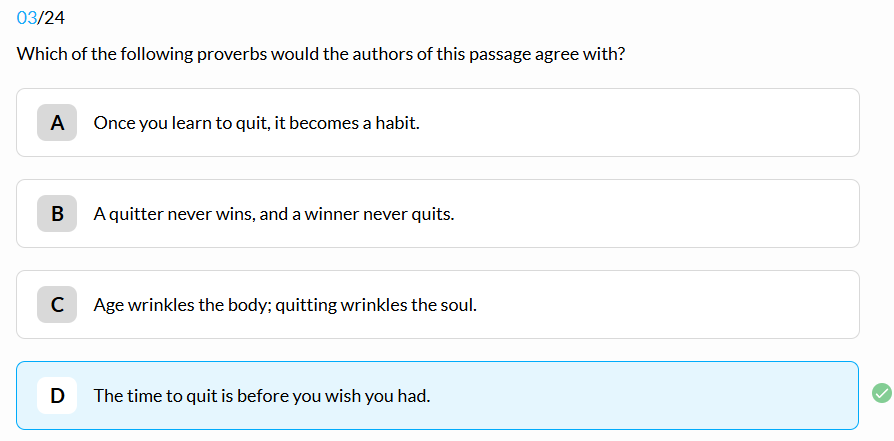 03/24
Which of the following proverbs would the authors of this passage agree with?
A Once you learn to quit, it becomes a habit.
B A quitter never wins, and a winner never quits.
C Age wrinkles the body; quitting wrinkles the soul.
D The time to quit is before you wish you had.